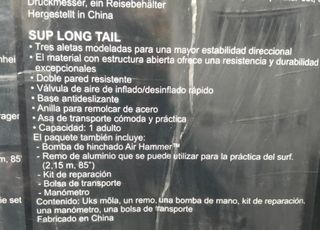 Druckmesser, ein Reisebehälter
Hergestellt in China
SUP LONG TAIL
• Tres aletas modeladas para una mayor estabilidad direccional
• El material con estructura abierta ofrece una resistencia y durabilidad
excepcionales
• Doble pared resistente
• Válvula de aire de inflado/desinflado rápido
• Base antideslizante
• Anilla para remolcar de acero
• Asa de transporte cómoda y práctica
• Capacidad: 1 adulto
El paquete también incluye:
- Bomba de hinchado Air Hammer™
- Remo de aluminio que se puede utilizar para la práctica del surf.
(2,15 m, 85")
- Kit de reparación
- Bolsa de transporte
- Manómetro
Contenido: Uks môla, un remo, una bomba de mano, kit de reparación,
una manómetro, una bolsa de transporte
Fabricado en China